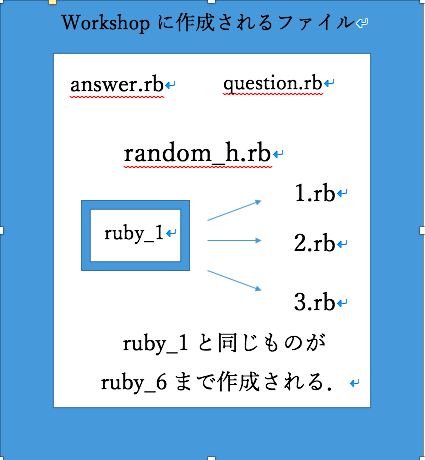 Workshop に作成されるファイル
answer.rb question.rb
random_h.rb
1.rb
ruby_1
2.rb
3.rb
ruby_1 と同じものが
ruby_6 まで作成される．